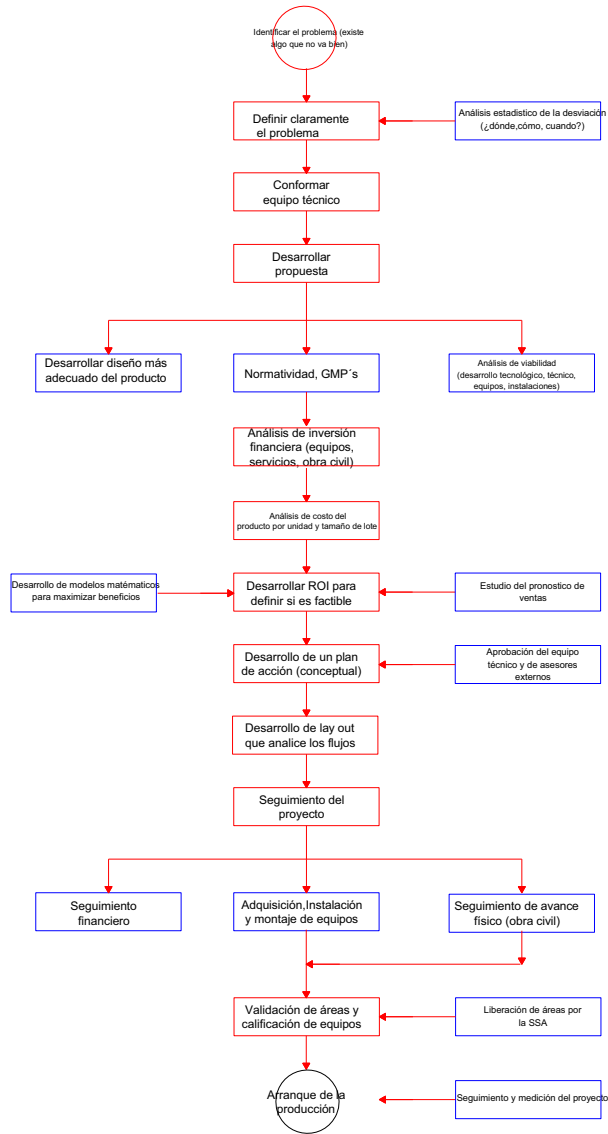 Identificar el problema (existe
algo que no va bien)
Definir claramente
el problema
Análisis estadistico de la desviación
(¿dónde,cómo, cuando?)
Conformar
equipo técnico
Desarrollar
propuesta
Desarrollar diseño más
adecuado del producto
Normatividad, GMP´s
Análisis de viabilidad
(desarrollo tecnológico, técnico,
equipos, instalaciones)
Análisis de inversión
financiera (equipos,
servicios, obra civil)
Análisis de costo del
producto por unidad y tamaño de lote
Desarrollo de modelos matématicos
para maximizar beneficios
Desarrollar ROI para
definir si es factible
Estudio del pronostico de
ventas
Desarrollo de un plan
de acción (conceptual)
Aprobación del equipo
técnico y de asesores
externos
Desarrollo de lay out
que analice los flujos
Seguimiento del
proyecto
Seguimiento
financiero
Adquisición,Instalación
y montaje de equipos
Seguimiento de avance
físico (obra civil)
Validación de áreas y
calificación de equipos
Liberación de áreas por
la SSA
Arranque de la
producción
Seguimiento y medición del proyecto